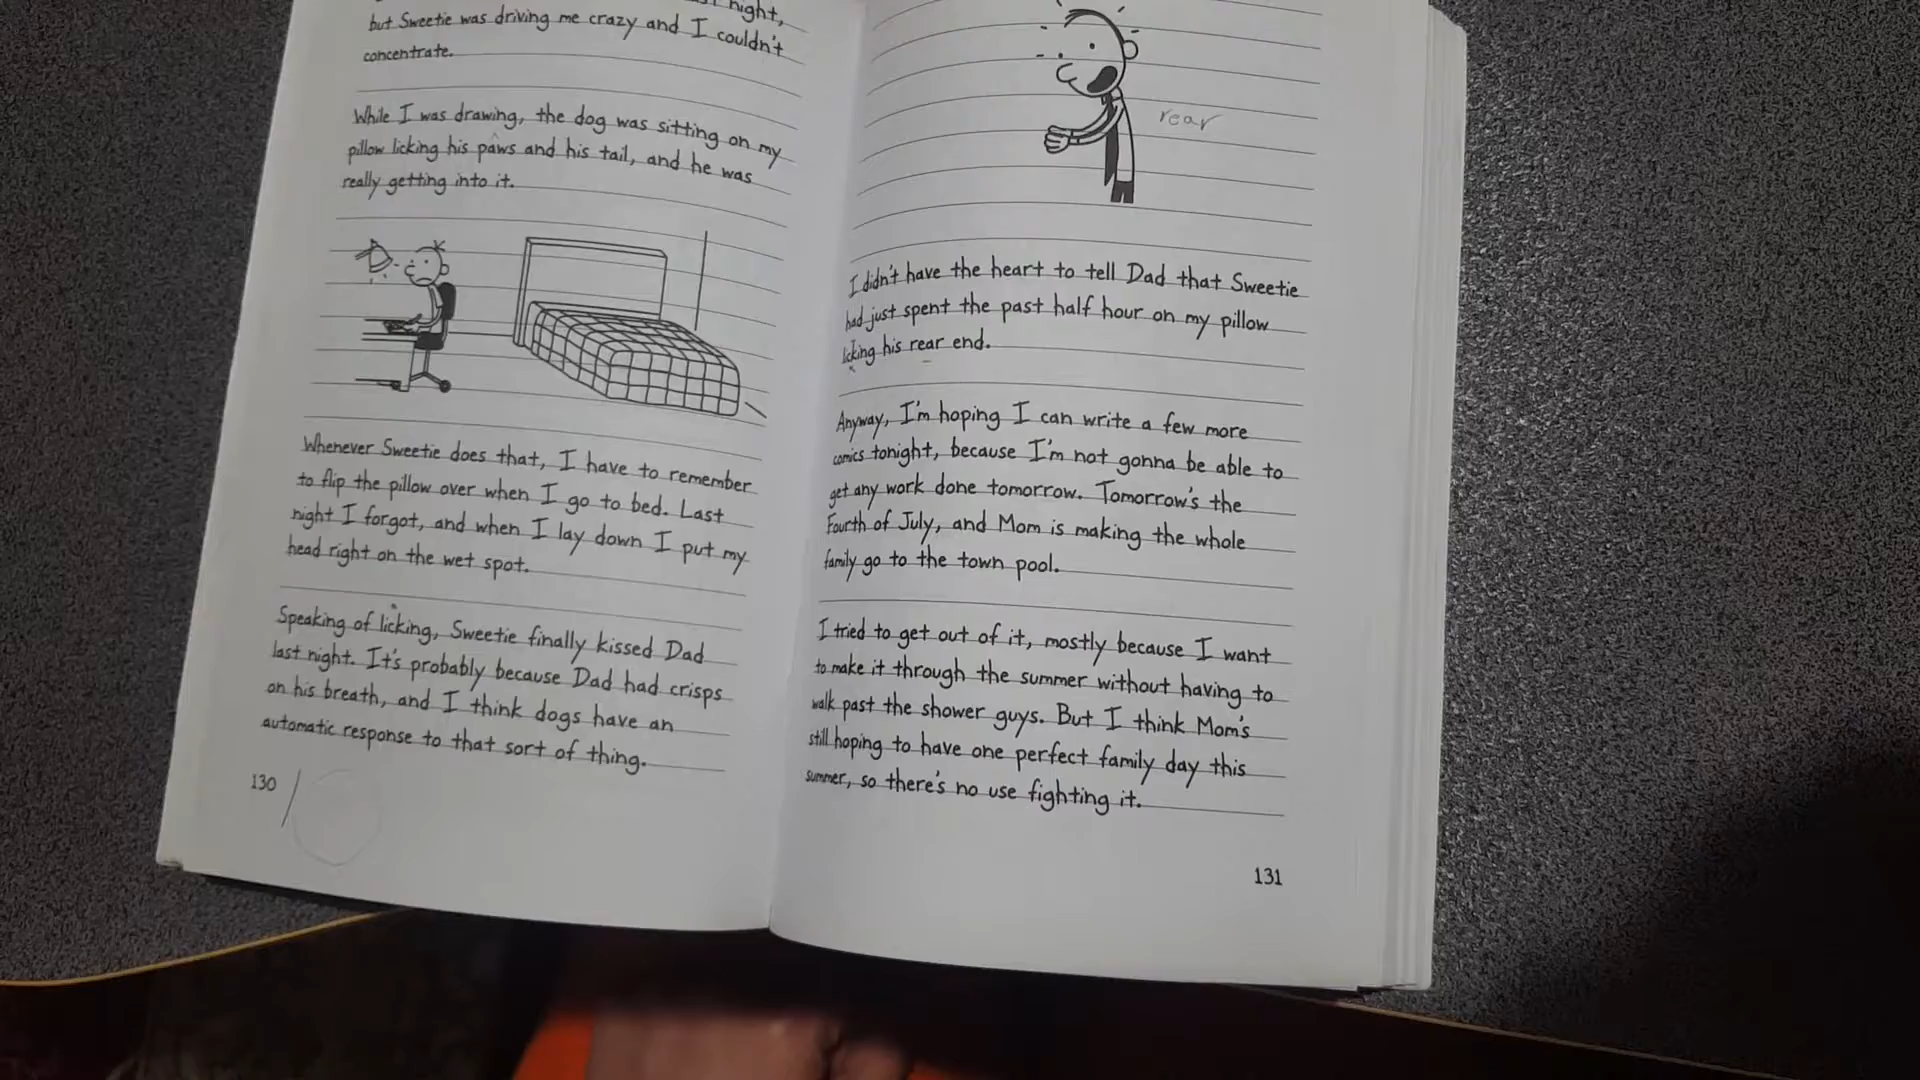 night,
but Sweetie was driving me crazy and I couldn't
concentrate.
While I was drawing, the dog was sitting on my
pillow licking his paws and his tail, and he was
really getting into it.
Whenever Sweetie does that, I have to remember
to flip the pillow over when I go to bed. Last
night I forgot, and when I lay down I put my
head right on the wet spot.
Speaking of licking, Sweetie finally kissed Dad
last night. It's probably because Dad had crisps
on his breath, and I think dogs have an
automatic response to that sort of thing.
130
rear
I didn't have the heart to tell Dad that Sweetie
had just spent the past half hour on my pillow
licking his rear end.
Anyway, I'm hoping I can write a few more
comics tonight, because I'm not gonna be able to
get any work done tomorrow. Tomorrow's the
Fourth of July, and Mom is making the whole
family go to the town pool.
I tried to get out of it, mostly because I want
to make it through the summer without having to
walk past the shower guys. But I think Mom's
still hoping to have one perfect family day this
summer, so there's no use fighting it.
131